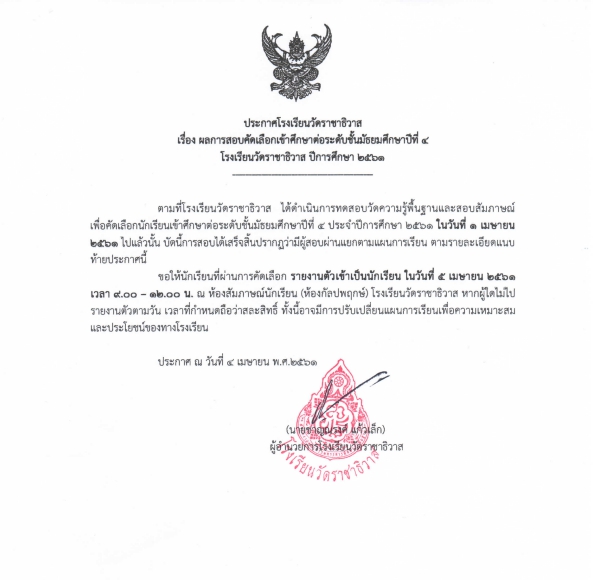 ประกาศโรงเรียนวัดราชาธิวาส
เรื่อง ผลการสอบคัดเลือกเข้าศึกษาต่อระดับชั้นมัธยมศึกษาปีที่ ๔
โรงเรียนวัดราชาธิวาส ปีการศึกษา ๒๕๖๑
ตามที่โรงเรียนวัดราชาธิวาส ได้ดำเนินการทดสอบวัดความรู้พื้นฐานและสอบสัมภาษณ์
เพื่อคัดเลือกนักเรียนเข้าศึกษาต่อระดับชั้นมัธยมศึกษาปีที่ ๔ ประจำปีการศึกษา ๒๕๖๑ ในวันที่ ๑ เมษายน
๒๕๖๑ ไปแล้วนั้น บัดนี้การสอบได้เสร็จสิ้นปรากฏว่ามีผู้สอบผ่านแยกตามแผนการเรียน ตามรายละเอียดแนบ
ท้ายประกาศนี้
ขอให้นักเรียนที่ผ่านการคัดเลือก รายงานตัวเข้าเป็นนักเรียน ในวันที่ ๕ เมษายน ๒๕๖๑
เวลา ๙.๐๐ – ๑๒.๐๐ น. ณ ห้องสัมภาษณ์นักเรียน (ห้องกัลปพฤกษ์) โรงเรียนวัดราชาธิวาส หากผู้ใดไม่ไป
รายงานตัวตามวัน เวลาที่กำหนดถือว่าสละสิทธิ์ ทั้งนี้อาจมีการปรับเปลี่ยนแผนการเรียนเพื่อความเหมาะสม
และประโยชน์ของทางโรงเรียน
ประกาศ ณ วันที่ ๔ เมษายน พ.ศ.๒๕๖๑
(นายชาญณรงค์ แก้วเล็ก)
ผู้อำนวยการโรงเรียนวัดราชาธิวาส
โรงเรียนวัดราชาธิวาส